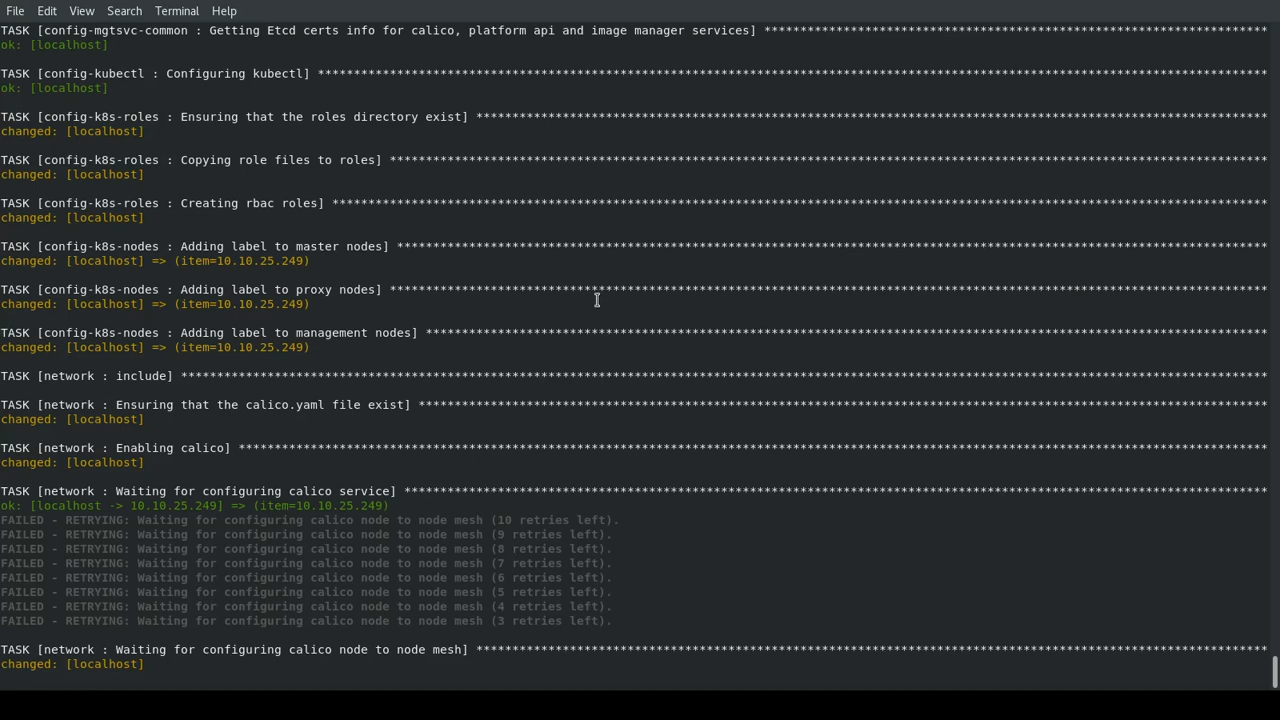 File Edit View Search Terminal Help
TASK [config-mgtsvc-common : Getting Etcd certs info for calico, platform api and image manager services] **********************************************************************
ok: [localhost]
TASK [config-kubectl : Configuring kubectl] ************************************************************************************************************************************
ok: [localhost]
TASK [config-k8s-roles : Ensuring that the roles directory exist] **************************************************************************************************************
changed: [localhost]
TASK [config-k8s-roles : Copying role files to roles] **************************************************************************************************************************
changed: [localhost]
TASK [config-k8s-roles : Creating rbac roles] **********************************************************************************************************************************
changed: [localhost]
TASK [config-k8s-nodes : Adding label to master nodes] *************************************************************************************************************************
changed: [localhost] => (item=10.10.25.249)
TASK [config-k8s-nodes : Adding label to proxy nodes] **************************************************************************************************************************
changed: [localhost] => (item=10.10.25.249)
TASK [config-k8s-nodes : Adding label to management nodes] *********************************************************************************************************************
changed: [localhost] => (item=10.10.25.249)
TASK [network : include] *******************************************************************************************************************************************************
TASK [network : Ensuring that the calico.yaml file exist] **********************************************************************************************************************
changed: [localhost]
TASK [network : Enabling calico] ***********************************************************************************************************************************************
changed: [localhost]
TASK [network : Waiting for configuring calico service] ************************************************************************************************************************
ok: [localhost -> 10.10.25.249] => (item=10.10.25.249)
FAILED - RETRYING: Waiting for configuring calico node to node mesh (10 retries left).
FAILED - RETRYING: Waiting for configuring calico node to node mesh (9 retries left).
FAILED - RETRYING: Waiting for configuring calico node to node mesh (8 retries left).
FAILED - RETRYING: Waiting for configuring calico node to node mesh (7 retries left).
FAILED - RETRYING: Waiting for configuring calico node to node mesh (6 retries left).
FAILED - RETRYING: Waiting for configuring calico node to node mesh (5 retries left).
FAILED - RETRYING: Waiting for configuring calico node to node mesh (4 retries left).
FAILED - RETRYING: Waiting for configuring calico node to node mesh (3 retries left).
TASK [network : Waiting for configuring calico node to node mesh] **************************************************************************************************************
changed: [localhost]